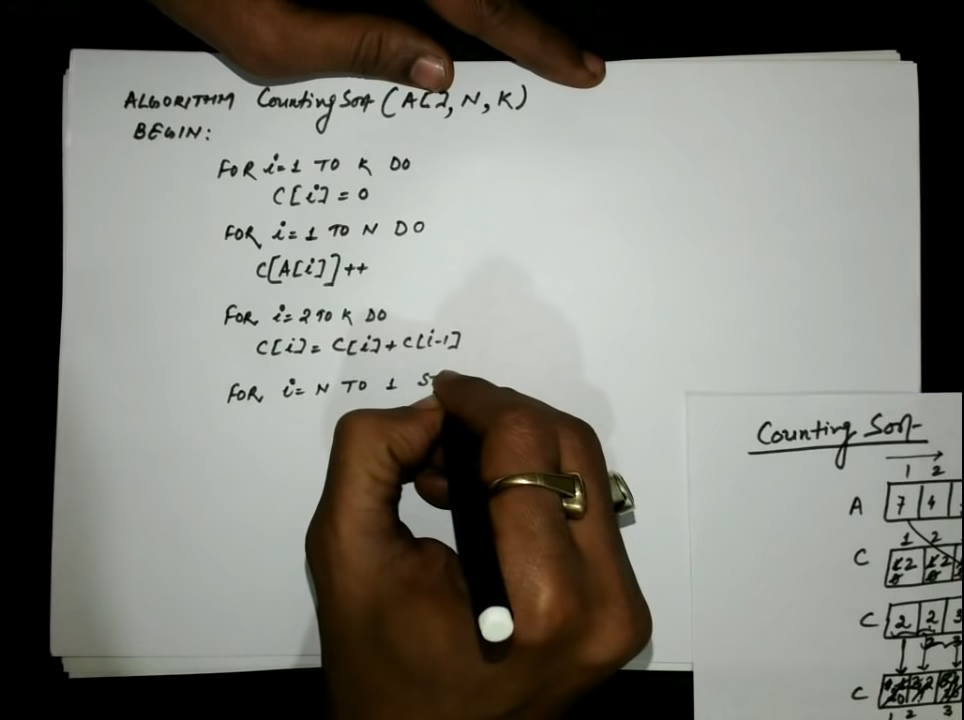 ALGORITHM Counting Sort (A[], N, K)
BEGIN:
FOR i=1 TO K DO
C[i] = 0
FOR i=1 TO N DO
C[A[i]]++
FOR i=2 TO K DO
C[i] = C[i] + C[i-1]
FOR i= N TO 1
Counting Sort
1 2
A 7 4
1 2
C
C 2 2 3
C
1 2 3